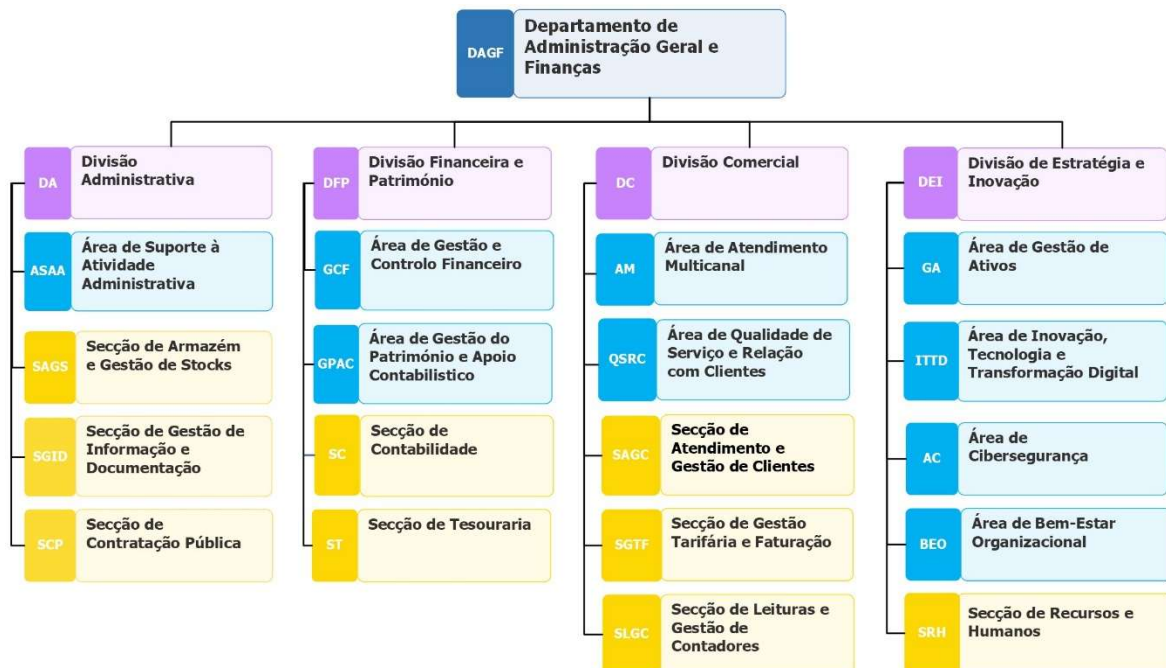 DAGF
Departamento de
Administração Geral e
Finanças
DA
Divisão
Administrativa
ASAA
Área de Suporte à
Atividade
Administrativa
SAGS
Secção de Armazém
e Gestão de Stocks
SGID
Secção de Gestão de
Informação e
Documentação
SCP
Secção de
Contratação Pública
DFP
Divisão Financeira e
Património
GCF
Área de Gestão e
Controlo Financeiro
GPAC
Área de Gestão do
Património e Apoio
Contabilistico
SC
Secção de
Contabilidade
ST
Secção de Tesouraria
DC
Divisão Comercial
AM
Área de Atendimento
Multicanal
QSRC
Área de Qualidade de
Serviço e Relação
com Clientes
SAGC
Secção de
Atendimento e
Gestão de Clientes
SGTF
Secção de Gestão
Tarifária e Faturação
SLGC
Secção de Leituras e
Gestão de
Contadores
DEI
Divisão de Estratégia e
Inovação
GA
Área de Gestão de
Ativos
ITTD
Área de Inovação,
Tecnologia e
Transformação Digital
AC
Área de
Cibersegurança
BEO
Área de Bem-Estar
Organizacional
SRH
Secção de Recursos e
Humanos